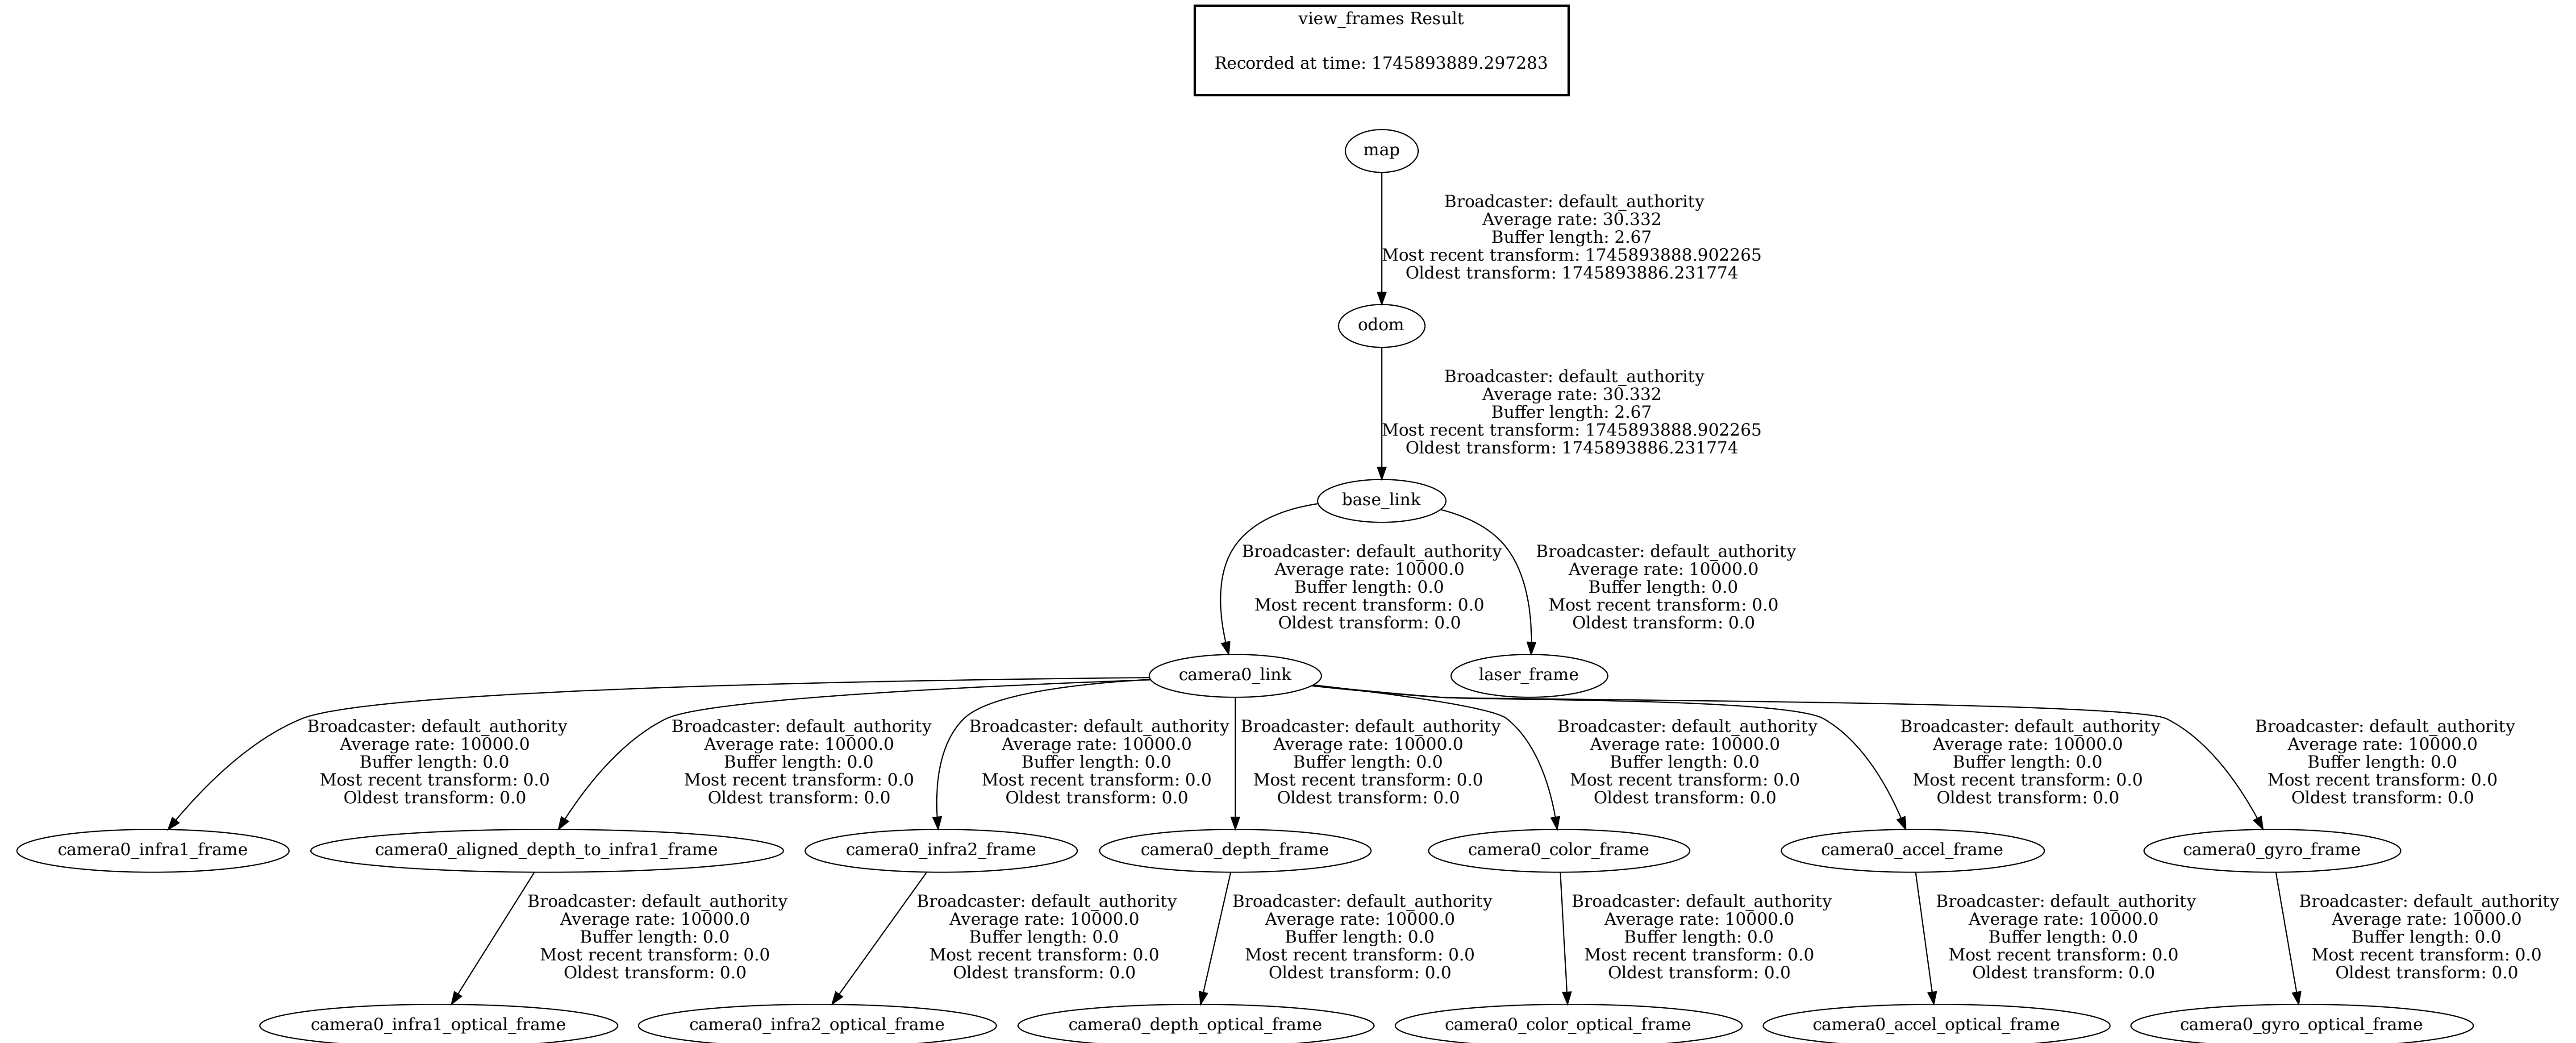 view_frames Result
Recorded at time: 1745893889.297283
map
Broadcaster: default_authority
Average rate: 30.332
Buffer length: 2.67
Most recent transform: 1745893888.902265
Oldest transform: 1745893886.231774
odom
Broadcaster: default_authority
Average rate: 30.332
Buffer length: 2.67
Most recent transform: 1745893888.902265
Oldest transform: 1745893886.231774
base_link
Broadcaster: default_authority
Average rate: 10000.0
Buffer length: 0.0
Most recent transform: 0.0
Oldest transform: 0.0
Broadcaster: default_authority
Average rate: 10000.0
Buffer length: 0.0
Most recent transform: 0.0
Oldest transform: 0.0
camera0_link
laser_frame
Broadcaster: default_authority
Average rate: 10000.0
Buffer length: 0.0
Most recent transform: 0.0
Oldest transform: 0.0
Broadcaster: default_authority
Average rate: 10000.0
Buffer length: 0.0
Most recent transform: 0.0
Oldest transform: 0.0
Broadcaster: default_authority
Average rate: 10000.0
Buffer length: 0.0
Most recent transform: 0.0
Oldest transform: 0.0
Broadcaster: default_authority
Average rate: 10000.0
Buffer length: 0.0
Most recent transform: 0.0
Oldest transform: 0.0
Broadcaster: default_authority
Average rate: 10000.0
Buffer length: 0.0
Most recent transform: 0.0
Oldest transform: 0.0
Broadcaster: default_authority
Average rate: 10000.0
Buffer length: 0.0
Most recent transform: 0.0
Oldest transform: 0.0
Broadcaster: default_authority
Average rate: 10000.0
Buffer length: 0.0
Most recent transform: 0.0
Oldest transform: 0.0
camera0_infra1_frame
camera0_aligned_depth_to_infra1_frame
camera0_infra2_frame
camera0_depth_frame
camera0_color_frame
camera0_accel_frame
camera0_gyro_frame
Broadcaster: default_authority
Average rate: 10000.0
Buffer length: 0.0
Most recent transform: 0.0
Oldest transform: 0.0
Broadcaster: default_authority
Average rate: 10000.0
Buffer length: 0.0
Most recent transform: 0.0
Oldest transform: 0.0
Broadcaster: default_authority
Average rate: 10000.0
Buffer length: 0.0
Most recent transform: 0.0
Oldest transform: 0.0
Broadcaster: default_authority
Average rate: 10000.0
Buffer length: 0.0
Most recent transform: 0.0
Oldest transform: 0.0
Broadcaster: default_authority
Average rate: 10000.0
Buffer length: 0.0
Most recent transform: 0.0
Oldest transform: 0.0
Broadcaster: default_authority
Average rate: 10000.0
Buffer length: 0.0
Most recent transform: 0.0
Oldest transform: 0.0
camera0_infra1_optical_frame
camera0_infra2_optical_frame
camera0_depth_optical_frame
camera0_color_optical_frame
camera0_accel_optical_frame
camera0_gyro_optical_frame